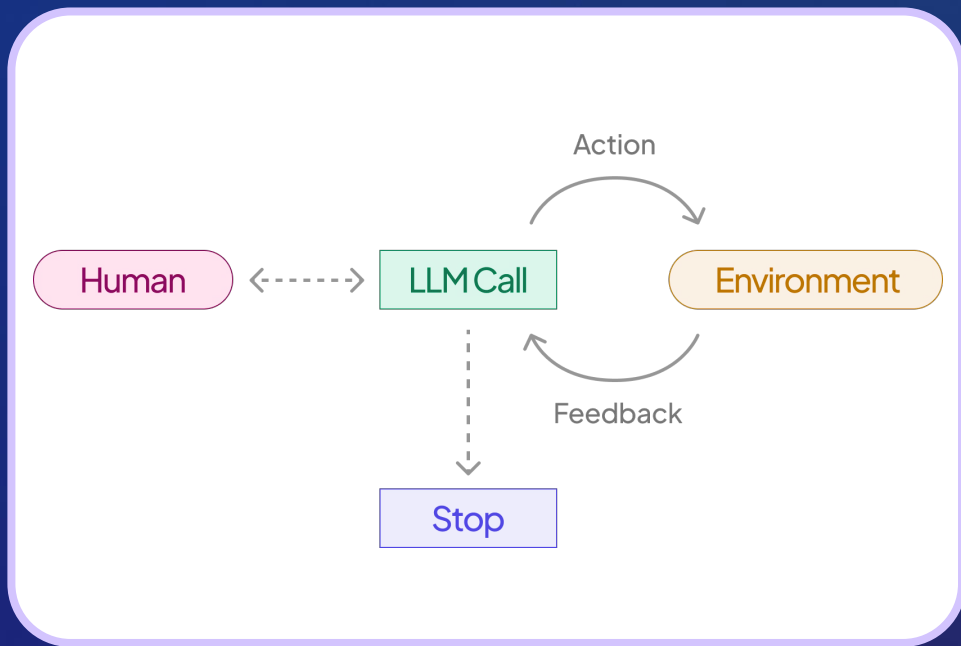 Action
Human
LLM Call
Environment
Feedback
Stop